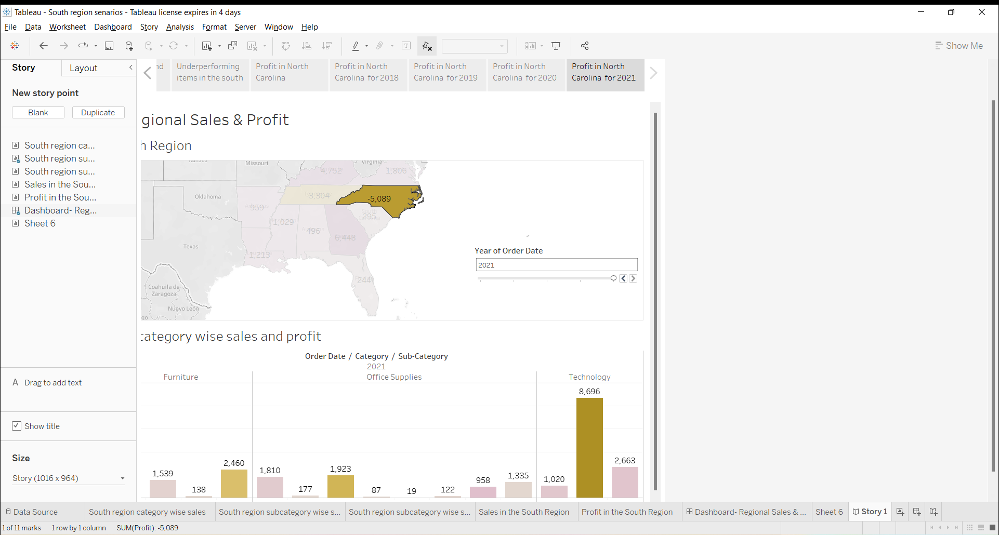 Tableau - South region senarios - Tableau license expires in 4 days
File Data Worksheet Dashboard Story Analysis Format Server Window Help
Show Me
Story Layout
New story point
Blank Duplicate
South region ca...
South region su...
South region su...
Sales in the Sou...
Profit in the Sou...
Dashboard- Reg...
Sheet 6
A Drag to add text
Show title
Size
Story (1016 x 964)
nd
Underperforming
items in the south
Profit in North
Carolina
Profit in North
Carolina for 2018
Profit in North
Carolina for 2019
Profit in North
Carolina for 2020
Profit in North
Carolina for 2021
gional Sales & Profit
h Region
Kansas
Missouri
Virginia
4,752
1,806
Oklahoma
-3,304
-5,089
959
295
1,029
496
6,448
Texas
1,213
244
Coahuila de
Zaragoza
Nuevo León
go
Year of Order Date
2021
category wise sales and profit
Order Date / Category / Sub-Category
2021
Furniture Office Supplies Technology
1,539 138 2,460 1,810 177 1,923 87 19 122 958 1,335 1,020 8,696 2,663
Data Source South region category wise sales South region subcategory wise s... South region subcategory wise s... Sales in the South Region Profit in the South Region Dashboard- Regional Sales & ... Sheet 6 Story 1
1 of 11 marks 1 row by 1 column SUM(Profit): -5,089